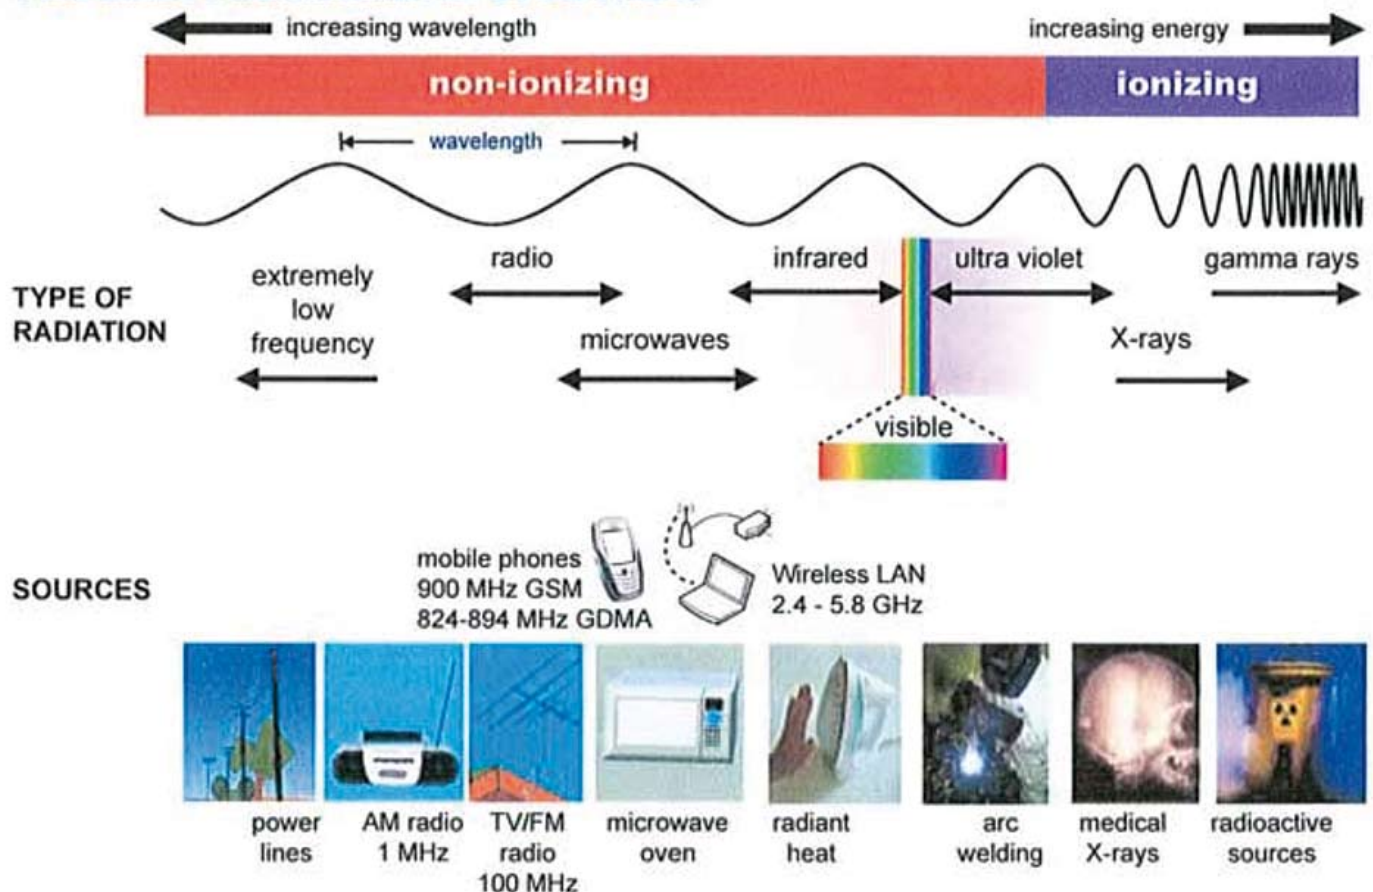 increasing wavelength
increasing energy
non-ionizing
ionizing
wavelength
TYPE OF
RADIATION
extremely
low
frequency
radio
microwaves
infrared
ultra violet
X-rays
gamma rays
visible
SOURCES
mobile phones
900 MHz GSM
824-894 MHz GDMA
Wireless LAN
2.4 - 5.8 GHz
power
lines
AM radio
1 MHz
TV/FM
radio
100 MHz
microwave
oven
radiant
heat
arc
welding
medical
X-rays
radioactive
sources